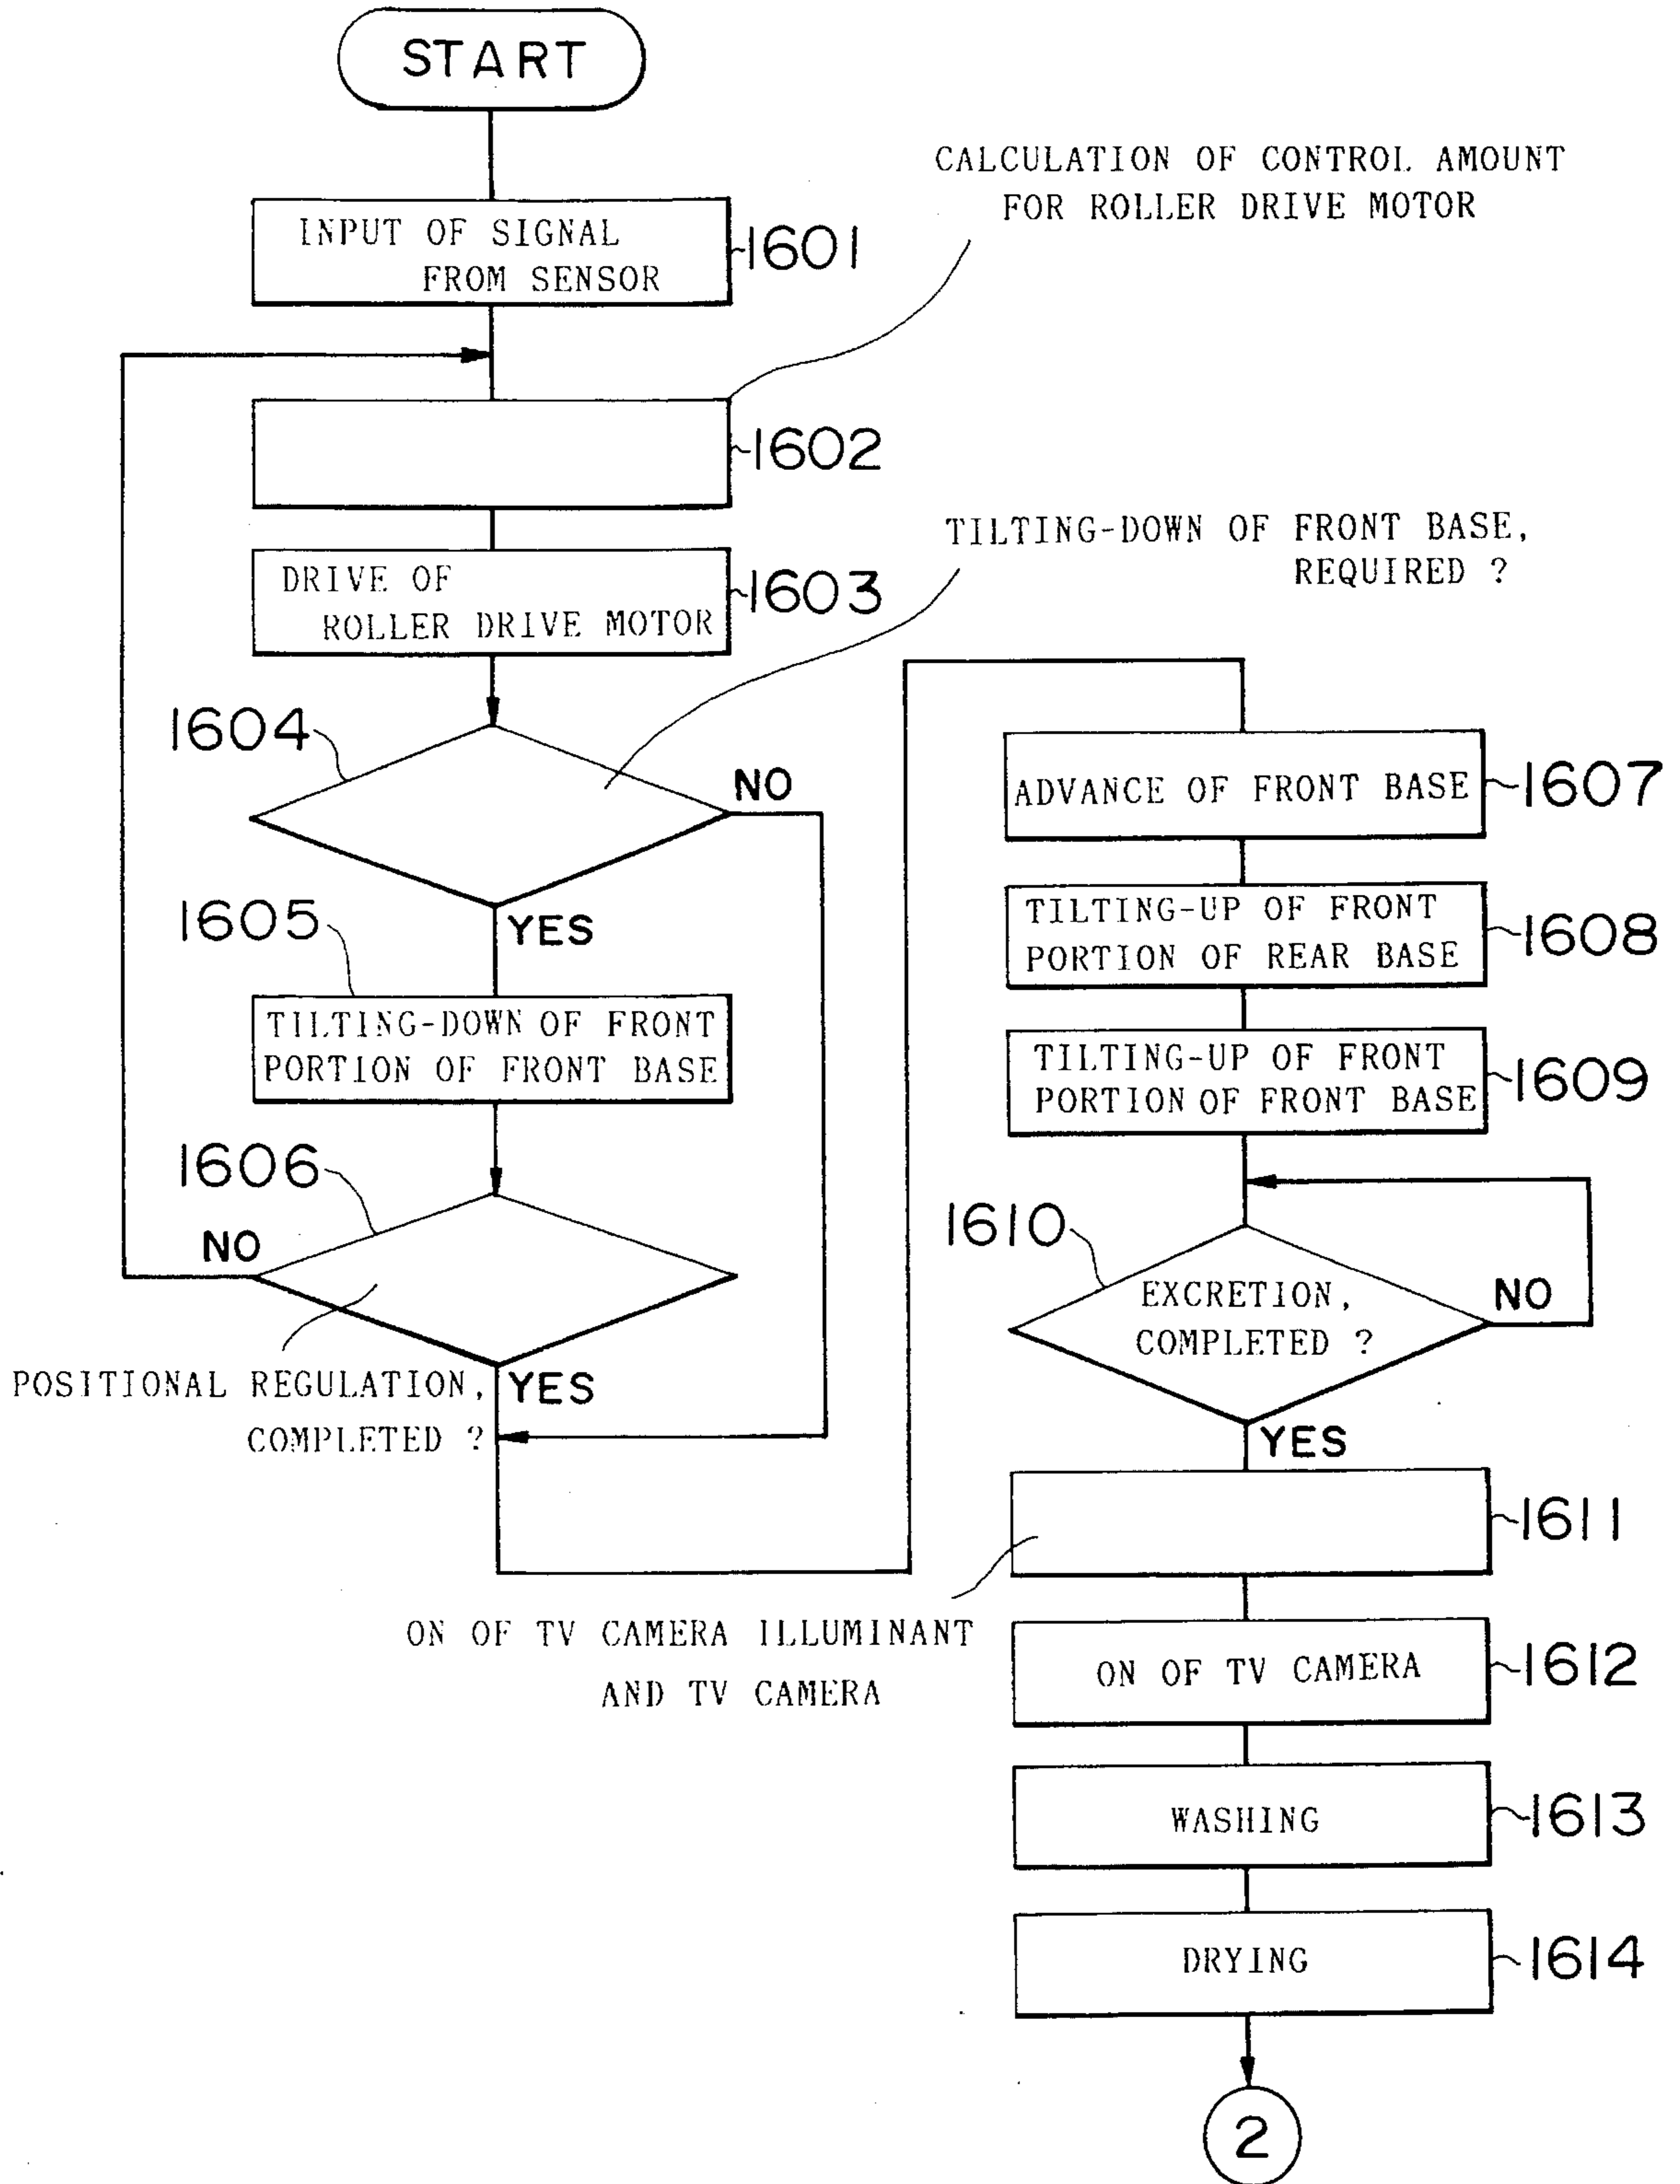 START
INPUT OF SIGNAL
FROM SENSOR
1601
CALCULATION OF CONTROL AMOUNT
FOR ROLLER DRIVE MOTOR
1602
DRIVE OF
ROLLER DRIVE MOTOR
1603
TILTING-DOWN OF FRONT BASE,
REQUIRED ?
1604
NO
YES
1605
TILTING-DOWN OF FRONT
PORTION OF FRONT BASE
1606
NO
POSITIONAL REGULATION,
COMPLETED ?
YES
ADVANCE OF FRONT BASE
1607
TILTING-UP OF FRONT
PORTION OF REAR BASE
1608
TILTING-UP OF FRONT
PORTION OF FRONT BASE
1609
1610
EXCRETION,
COMPLETED ?
NO
YES
1611
ON OF TV CAMERA ILLUMINANT
AND TV CAMERA
ON OF TV CAMERA
1612
WASHING
1613
DRYING
1614
2